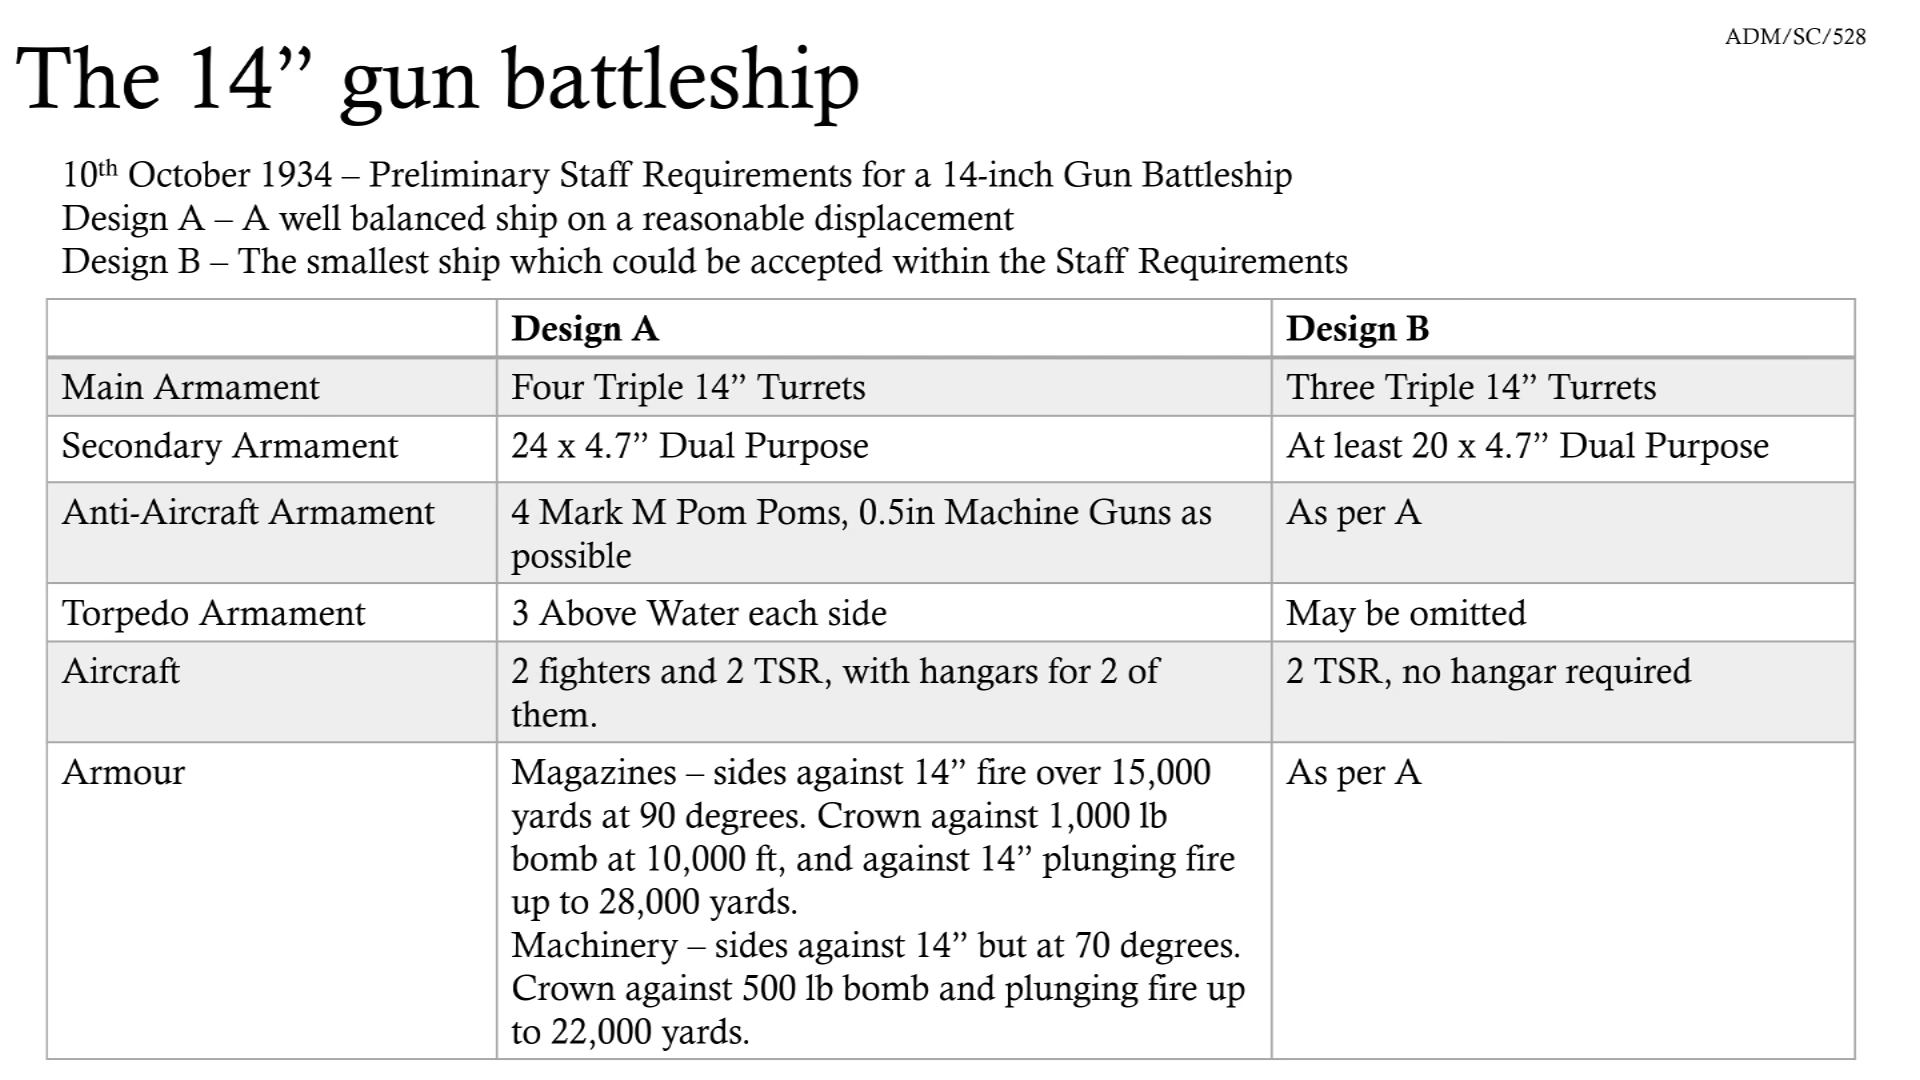 ADM/SC/528
The 14” gun battleship
10th October 1934 – Preliminary Staff Requirements for a 14-inch Gun Battleship
Design A – A well balanced ship on a reasonable displacement
Design B – The smallest ship which could be accepted within the Staff Requirements
Design A
Design B
Main Armament
Four Triple 14” Turrets
Three Triple 14” Turrets
Secondary Armament
24 x 4.7” Dual Purpose
At least 20 x 4.7” Dual Purpose
Anti-Aircraft Armament
4 Mark M Pom Poms, 0.5in Machine Guns as
possible
As per A
Torpedo Armament
3 Above Water each side
May be omitted
Aircraft
2 fighters and 2 TSR, with hangars for 2 of
them.
2 TSR, no hangar required
Armour
Magazines – sides against 14” fire over 15,000
yards at 90 degrees. Crown against 1,000 lb
bomb at 10,000 ft, and against 14” plunging fire
up to 28,000 yards.
Machinery – sides against 14” but at 70 degrees.
Crown against 500 lb bomb and plunging fire up
to 22,000 yards.
As per A